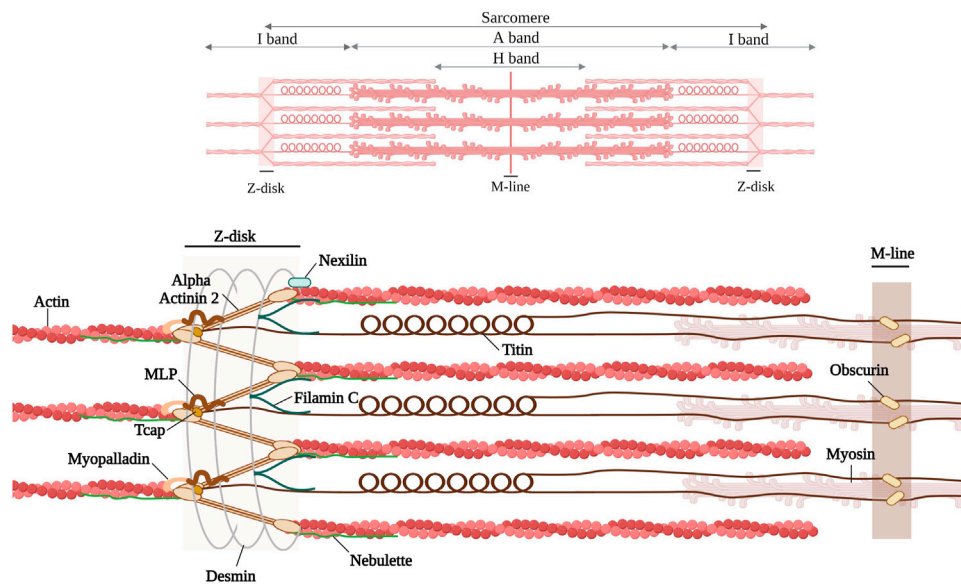 Sarcomere
I band
A band
I band
H band
Z-disk
M-line
Z-disk
Z-disk
Nexilin
M-line
Alpha
Actinin 2
Actin
Titin
MLP
Obscurin
Filamin C
Tcap
Myopalladin
Myosin
Nebulette
Desmin